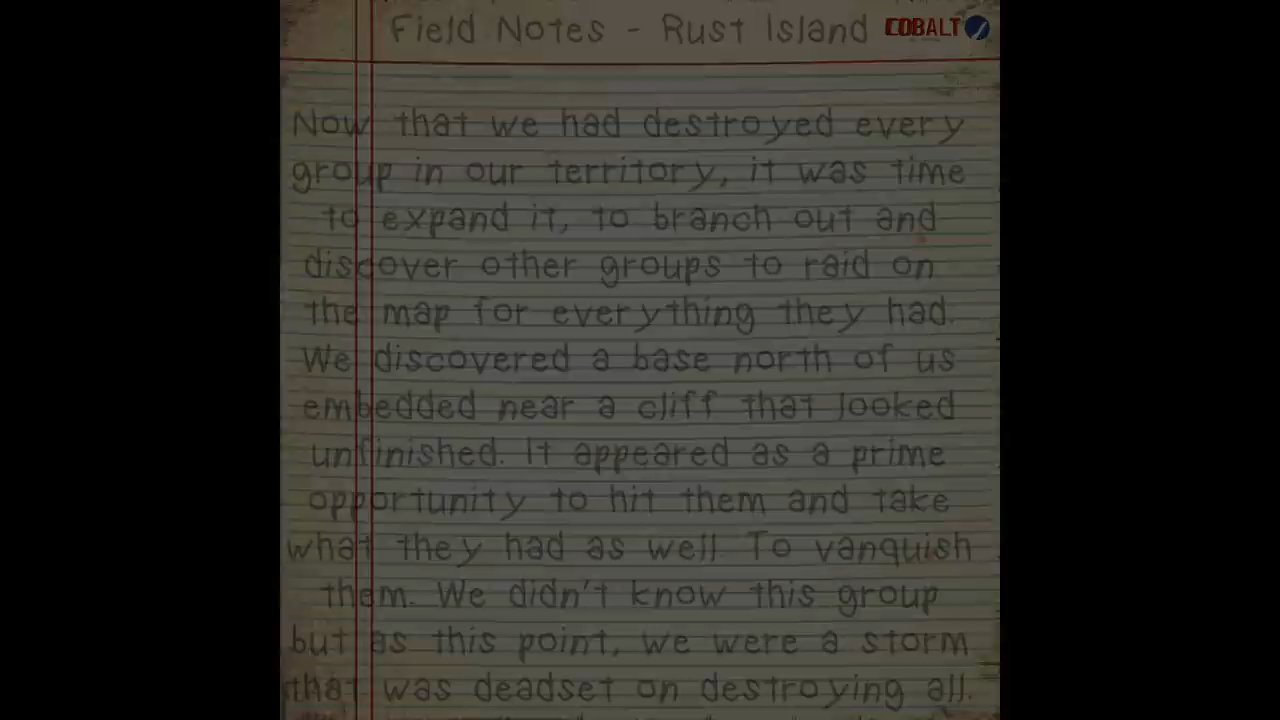 Field Notes - Rust Island COBALT
Now that we had destroyed every
group in our territory, it was time
to expand it, to branch out and
discover other groups to raid on
the map for everything they had.
We discovered a base north of us
embedded near a cliff that looked
unfinished. It appeared as a prime
opportunity to hit them and take
what they had as well. To vanquish
them. We didn't know this group
but as this point, we were a storm
that was deadset on destroying all.